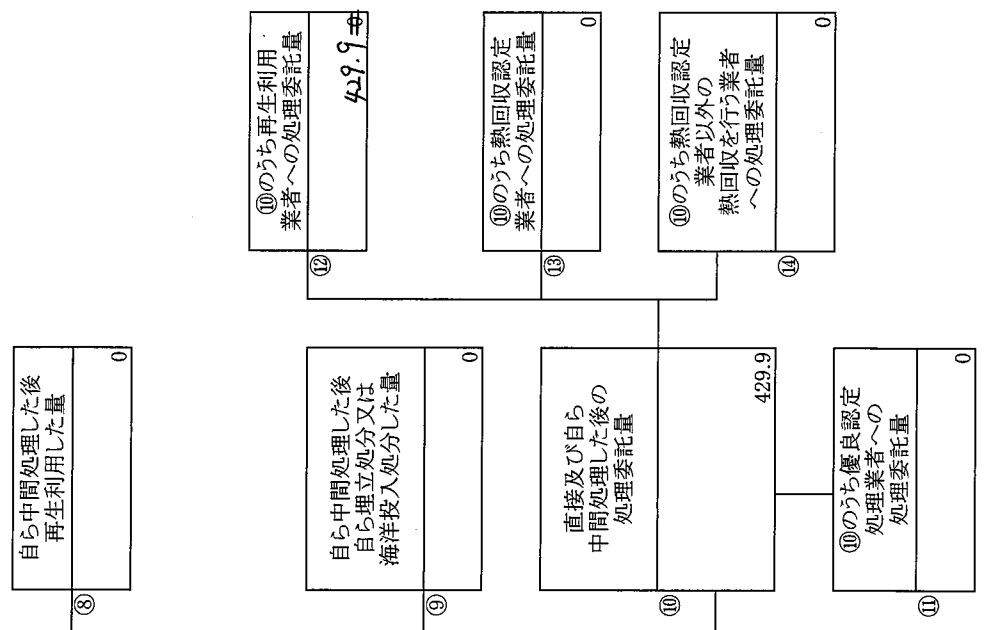 ⑧
自ら中間処理した後
再生利用した量
0
⑨
自ら中間処理した後
自ら埋立処分又は
海洋投入処分した量
0
⑩
直接及び自ら
中間処理した後の
処理委託量
429.9
⑪
⑩のうち優良認定
処理業者への
処理委託量
0
⑫
⑩のうち再生利用
業者への処理委託量
429.9 0
⑬
⑩のうち熱回収認定
業者への処理委託量
0
⑭
⑩のうち熱回収認定
業者以外の
熱回収を行う業者
への処理委託量
0